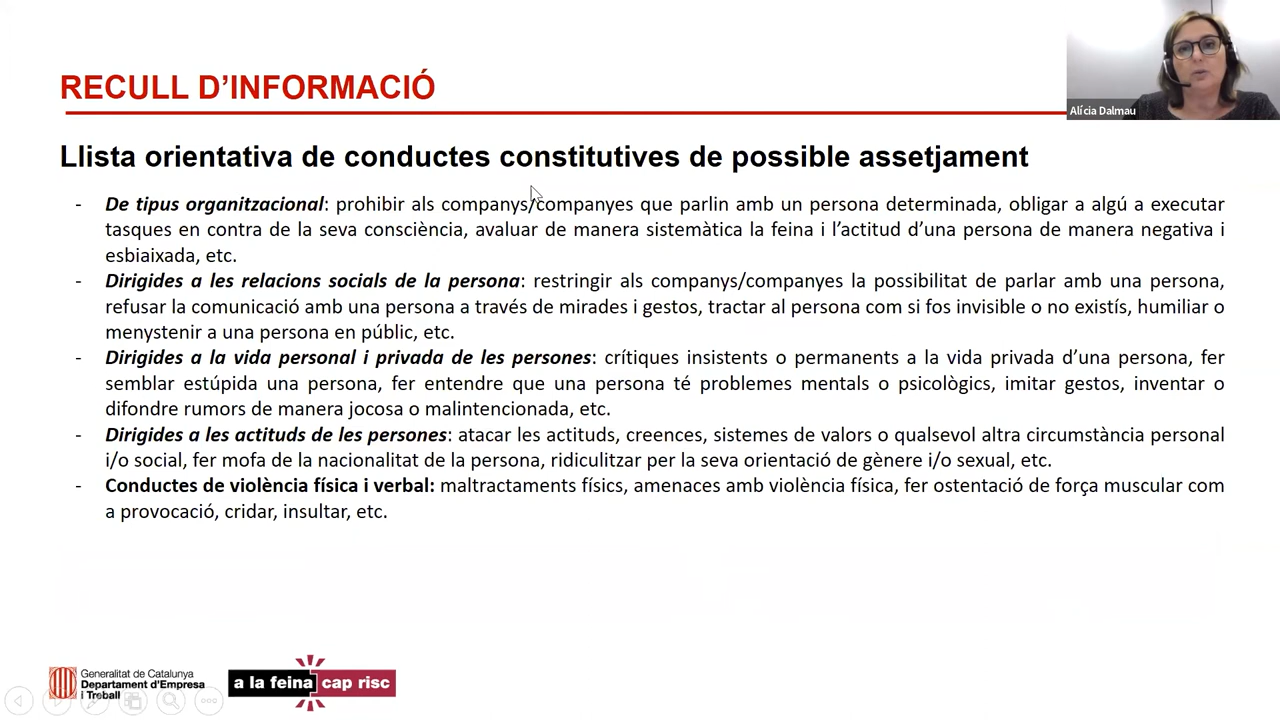 RECULL D’INFORMACIÓ
Alícia Dalmau
Llista orientativa de conductes constitutives de possible assetjament
- De tipus organitzacional: prohibir als companys/companyes que parlin amb un persona determinada, obligar a algú a executar
tasques en contra de la seva consciència, avaluar de manera sistemàtica la feina i l’actitud d’una persona de manera negativa i
esbiaixada, etc.
- Dirigides a les relacions socials de la persona: restringir als companys/companyes la possibilitat de parlar amb una persona,
refusar la comunicació amb una persona a través de mirades i gestos, tractar al persona com si fos invisible o no existís, humiliar o
menystenir a una persona en públic, etc.
- Dirigides a la vida personal i privada de les persones: crítiques insistents o permanents a la vida privada d’una persona, fer
semblar estúpida una persona, fer entendre que una persona té problemes mentals o psicològics, imitar gestos, inventar o
difondre rumors de manera jocosa o malintencionada, etc.
- Dirigides a les actituds de les persones: atacar les actituds, creences, sistemes de valors o qualsevol altra circumstància personal
i/o social, fer mofa de la nacionalitat de la persona, ridiculitzar per la seva orientació de gènere i/o sexual, etc.
- Conductes de violència física i verbal: maltractaments físics, amenaces amb violència física, fer ostentació de força muscular com
a provocació, cridar, insultar, etc.
Generalitat de Catalunya
Departament d’Empresa
i Treball
a la feina cap risc